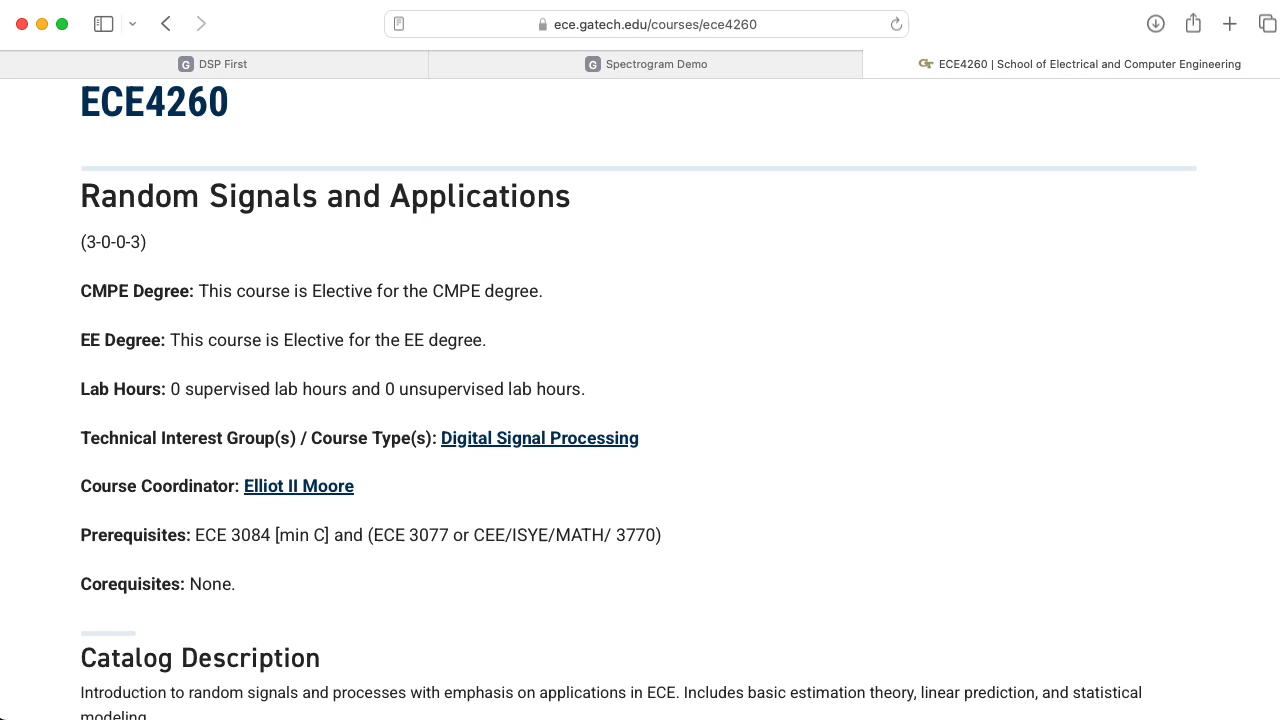 ece.gatech.edu/courses/ece4260
G DSP First
G Spectrogram Demo
GT ECE4260 | School of Electrical and Computer Engineering
ECE4260
Random Signals and Applications
(3-0-0-3)
CMPE Degree: This course is Elective for the CMPE degree.
EE Degree: This course is Elective for the EE degree.
Lab Hours: 0 supervised lab hours and 0 unsupervised lab hours.
Technical Interest Group(s) / Course Type(s): Digital Signal Processing
Course Coordinator: Elliot II Moore
Prerequisites: ECE 3084 [min C] and (ECE 3077 or CEE/ISYE/MATH/ 3770)
Corequisites: None.
Catalog Description
Introduction to random signals and processes with emphasis on applications in ECE. Includes basic estimation theory, linear prediction, and statistical
modeling